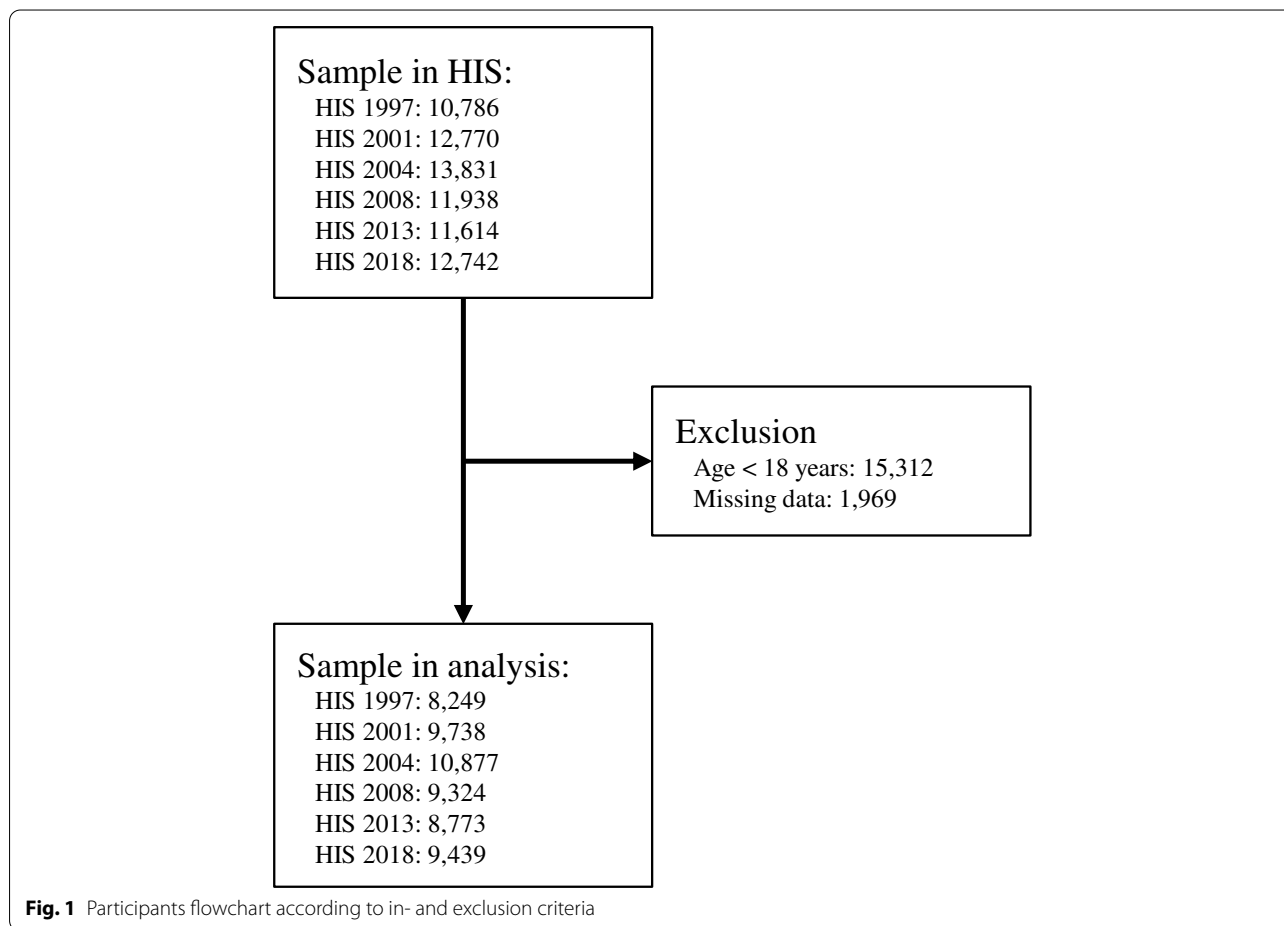 Sample in HIS:
HIS 1997: 10,786
HIS 2001: 12,770
HIS 2004: 13,831
HIS 2008: 11,938
HIS 2013: 11,614
HIS 2018: 12,742
Exclusion
Age < 18 years: 15,312
Missing data: 1,969
Sample in analysis:
HIS 1997: 8,249
HIS 2001: 9,738
HIS 2004: 10,877
HIS 2008: 9,324
HIS 2013: 8,773
HIS 2018: 9,439
Fig. 1 Participants flowchart according to in- and exclusion criteria